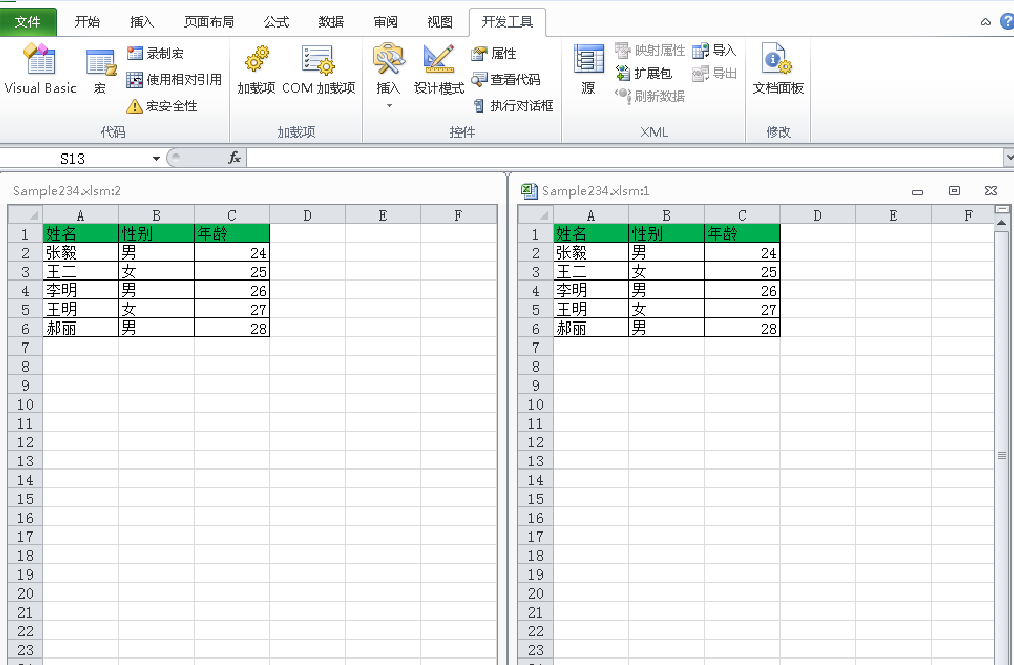 文件 开始 插入 页面布局 公式 数据 审阅 视图 开发工具
Visual Basic 宏 录制宏 使用相对引用 宏安全性
加载项 COM 加载项
插入 设计模式 属性 查看代码 执行对话框
源 映射属性 扩展包 刷新数据 导入 导出
文档面板
代码 加载项 控件 XML 修改
S13 fx
Sample234.xlsm:2
A B C D E F
1 姓名 性别 年龄
2 张毅 男 24
3 王二 女 25
4 李明 男 26
5 王明 女 27
6 郝丽 男 28
7
8
9
10
11
12
13
14
15
16
17
18
19
20
21
22
23
Sample234.xlsm:1
A B C D E F
1 姓名 性别 年龄
2 张毅 男 24
3 王二 女 25
4 李明 男 26
5 王明 女 27
6 郝丽 男 28
7
8
9
10
11
12
13
14
15
16
17
18
19
20
21
22
23